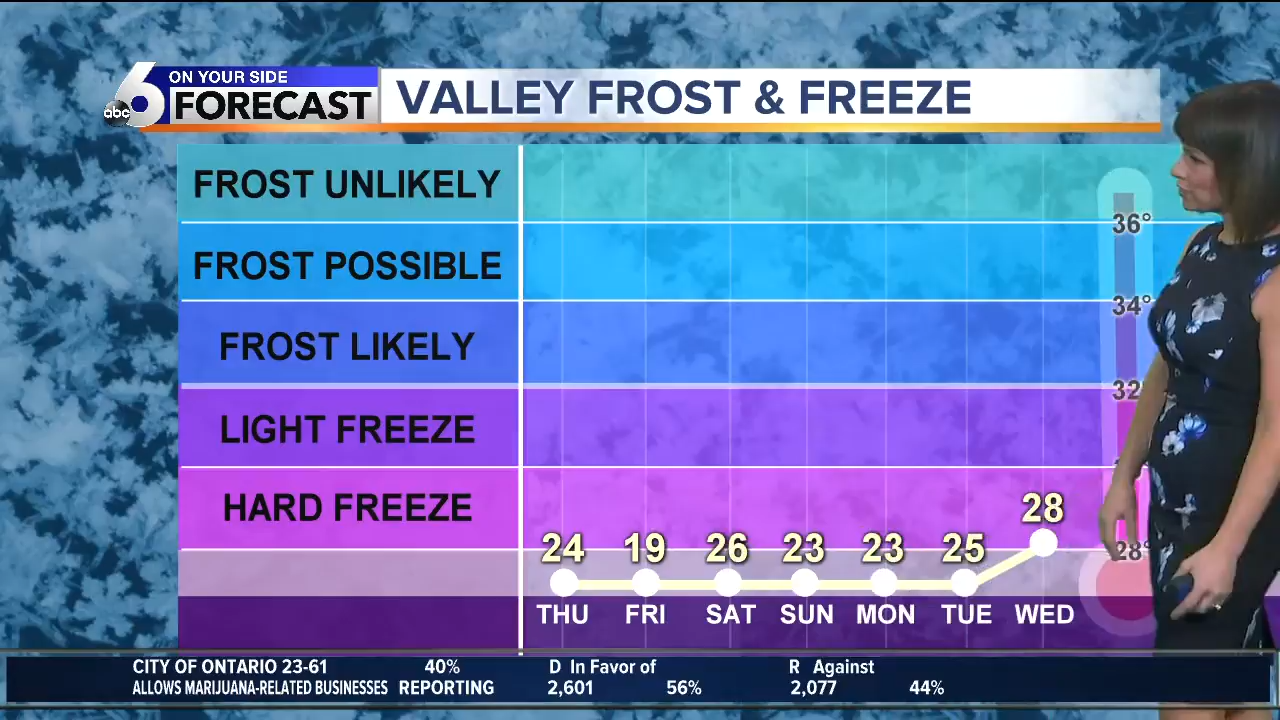 6
abc
ON YOUR SIDE
FORECAST
VALLEY FROST & FREEZE
FROST UNLIKELY
36°
FROST POSSIBLE
34°
FROST LIKELY
32
LIGHT FREEZE
HARD FREEZE
28°
24 19 26 23 23 25 28
THU FRI SAT SUN MON TUE WED
CITY OF ONTARIO 23-61 40% D In Favor of R Against
ALLOWS MARIJUANA-RELATED BUSINESSES REPORTING 2,601 56% 2,077 44%